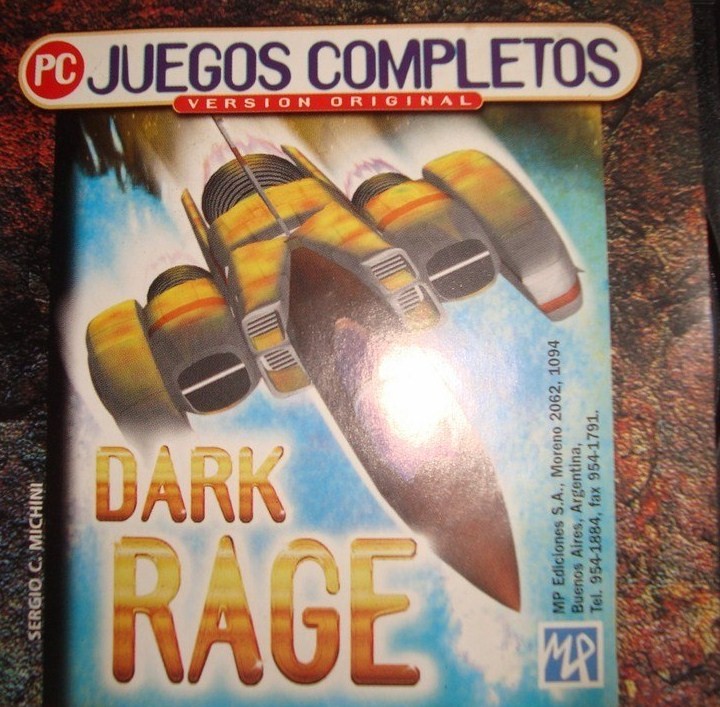 PC JUEGOS COMPLETOS
VERSION ORIGINAL
DARK
RAGE
SERGIO C. MICHINI
MP Ediciones S.A., Moreno 2062, 1094
Buenos Aires, Argentina,
Tel. 954-1884, fax 954-1791.
MP